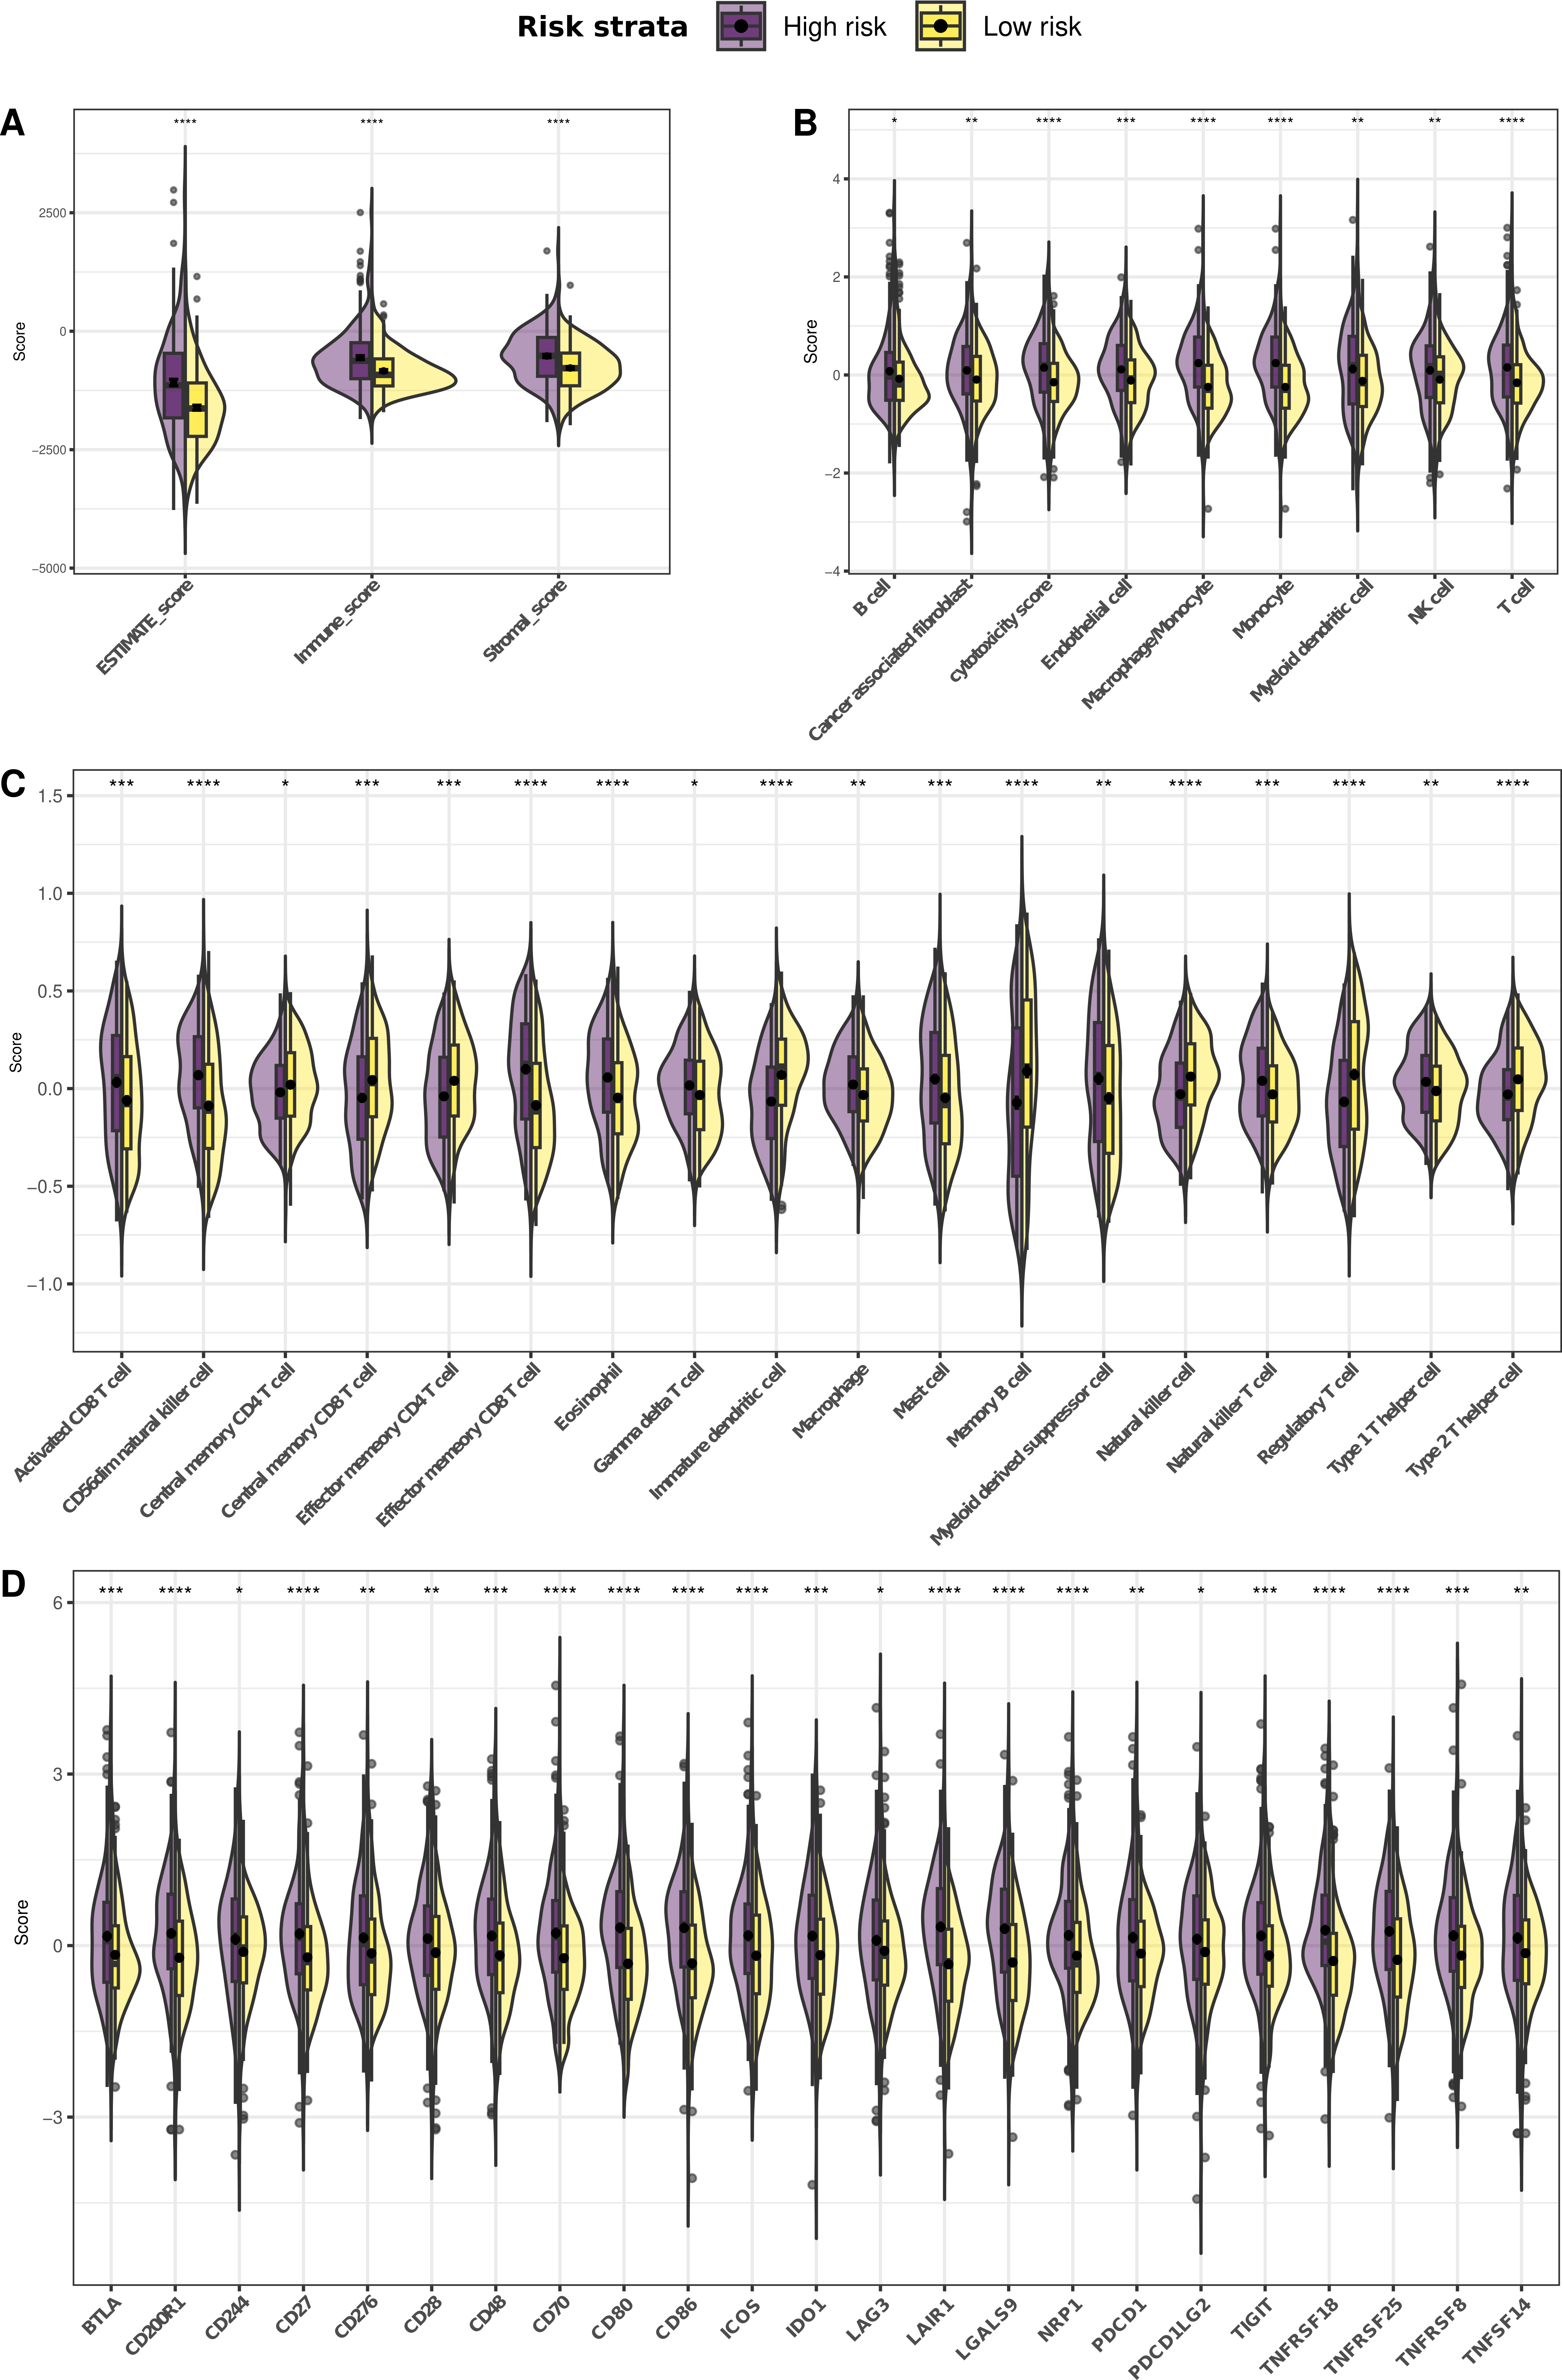 Risk strata High risk Low risk
A
**** **** ****
Score
2500
0
−2500
−5000
ESTIMATE_score
Immune_score
Stromal_score
B
* ** **** *** **** **** ** ** ****
Score
4
2
0
−2
−4
B cell
Cancer associated fibroblast
cytotoxicity score
Endothelial cell
Macrophage/Monocyte
Monocyte
Myeloid dendritic cell
NK cell
T cell
C
*** **** * *** *** **** **** * **** ** *** **** ** **** *** **** ** ****
Score
1.5
1.0
0.5
0.0
−0.5
−1.0
Activated CD8 T cell
CD56dim natural killer cell
Central memory CD4 T cell
Central memory CD8 T cell
Effector memeory CD4 T cell
Effector memeory CD8 T cell
Eosinophil
Gamma delta T cell
Immature dendritic cell
Macrophage
Mast cell
Memory B cell
Myeloid derived suppressor cell
Natural killer cell
Natural killer T cell
Regulatory T cell
Type 1 T helper cell
Type 2 T helper cell
D
*** **** * **** ** ** *** **** **** **** **** *** * **** **** **** ** * *** **** **** *** **
Score
6
3
0
−3
BTLA
CD200R1
CD244
CD27
CD276
CD28
CD48
CD70
CD80
CD86
ICOS
IDO1
LAG3
LAIR1
LGALS9
NRP1
PDCD1
PDCD1LG2
TIGIT
TNFRSF18
TNFRSF25
TNFRSF8
TNFSF14